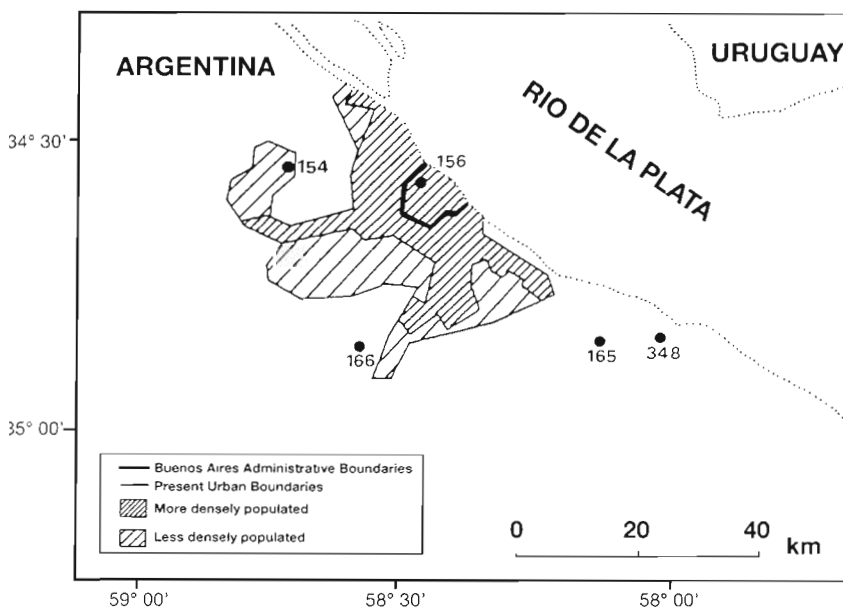 ARGENTINA
URUGUAY
RIO DE LA PLATA
34° 30'
154
156
166
165
348
35° 00'
Buenos Aires Administrative Boundaries
Present Urban Boundaries
More densely populated
Less densely populated
0 20 40
km
59° 00' 58° 30' 58° 00'